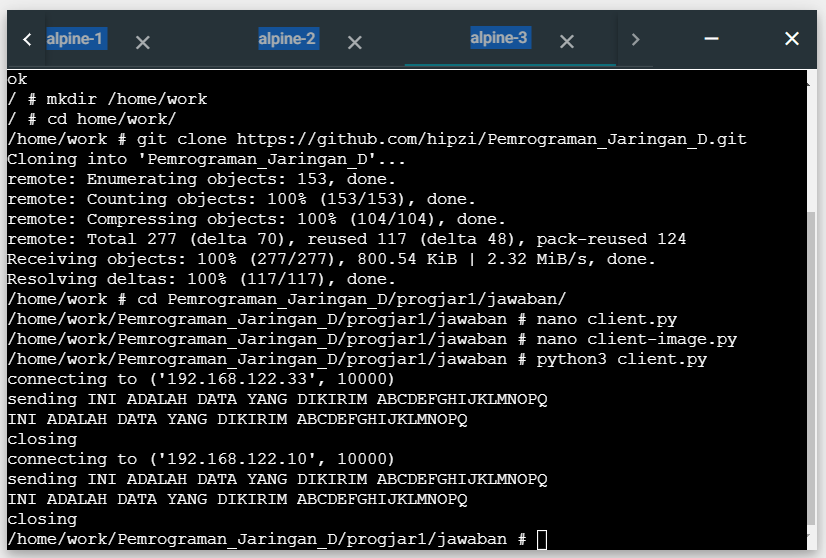 alpine-1 alpine-2 alpine-3
ok
/ # mkdir /home/work
/ # cd home/work/
/home/work # git clone https://github.com/hipzi/Pemrograman_Jaringan_D.git
Cloning into 'Pemrograman_Jaringan_D'...
remote: Enumerating objects: 153, done.
remote: Counting objects: 100% (153/153), done.
remote: Compressing objects: 100% (104/104), done.
remote: Total 277 (delta 70), reused 117 (delta 48), pack-reused 124
Receiving objects: 100% (277/277), 800.54 KiB | 2.32 MiB/s, done.
Resolving deltas: 100% (117/117), done.
/home/work # cd Pemrograman_Jaringan_D/progjar1/jawaban/
/home/work/Pemrograman_Jaringan_D/progjar1/jawaban # nano client.py
/home/work/Pemrograman_Jaringan_D/progjar1/jawaban # nano client-image.py
/home/work/Pemrograman_Jaringan_D/progjar1/jawaban # python3 client.py
connecting to ('192.168.122.33', 10000)
sending INI ADALAH DATA YANG DIKIRIM ABCDEFGHIJKLMNOPQ
INI ADALAH DATA YANG DIKIRIM ABCDEFGHIJKLMNOPQ
closing
connecting to ('192.168.122.10', 10000)
sending INI ADALAH DATA YANG DIKIRIM ABCDEFGHIJKLMNOPQ
INI ADALAH DATA YANG DIKIRIM ABCDEFGHIJKLMNOPQ
closing
/home/work/Pemrograman_Jaringan_D/progjar1/jawaban #